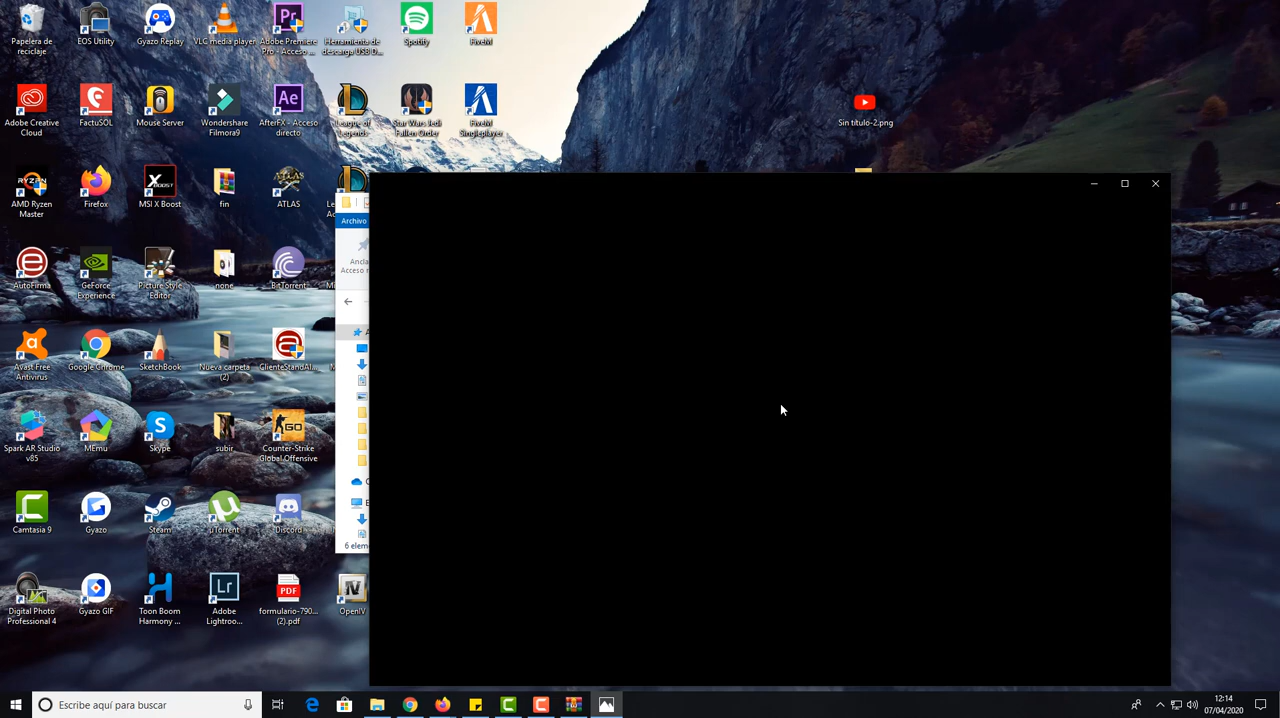 Papelera de
reciclaje
EOS Utility
Gyazo Replay
VLC media player
Adobe Premiere
Pro - Acceso ...
Herramienta de
descarga USB D...
Spotify
FiveM
Adobe Creative
Cloud
FactuSOL
Mouse Server
Wondershare
Filmora9
AfterFX - Acceso
directo
League of
Legends
Star Wars Jedi
Fallen Order
FiveM
Singleplayer
Sin título-2.png
AMD Ryzen
Master
Firefox
MSI X Boost
fin
ATLAS
Archivo
AutoFirma
GeForce
Experience
Picture Style
Editor
none
BitTorrent
Avast Free
Antivirus
Google Chrome
SketchBook
Nueva carpeta
(2)
ClienteStandAl...
Spark AR Studio
v85
MEmu
Skype
subir
Counter-Strike
Global Offensive
Camtasia 9
Gyazo
Steam
uTorrent
Discord
6 elem
Digital Photo
Professional 4
Gyazo GIF
Toon Boom
Harmony ...
Adobe
Lightroo...
formulario-790...
(2).pdf
OpenIV
Escribe aquí para buscar
12:14
07/04/2020